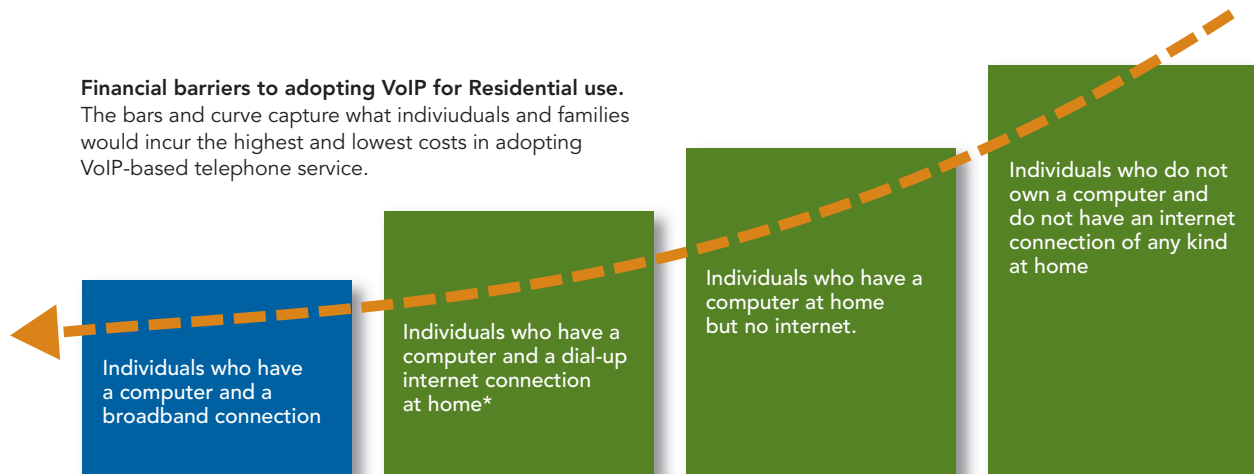 Financial barriers to adopting VoIP for Residential use.
The bars and curve capture what indiviuduals and families
would incur the highest and lowest costs in adopting
VoIP-based telephone service.
Individuals who have
a computer and a
broadband connection
Individuals who have a
computer and a dial-up
internet connection
at home*
Individuals who have a
computer at home
but no internet.
Individuals who do not
own a computer and
do not have an internet
connection of any kind
at home